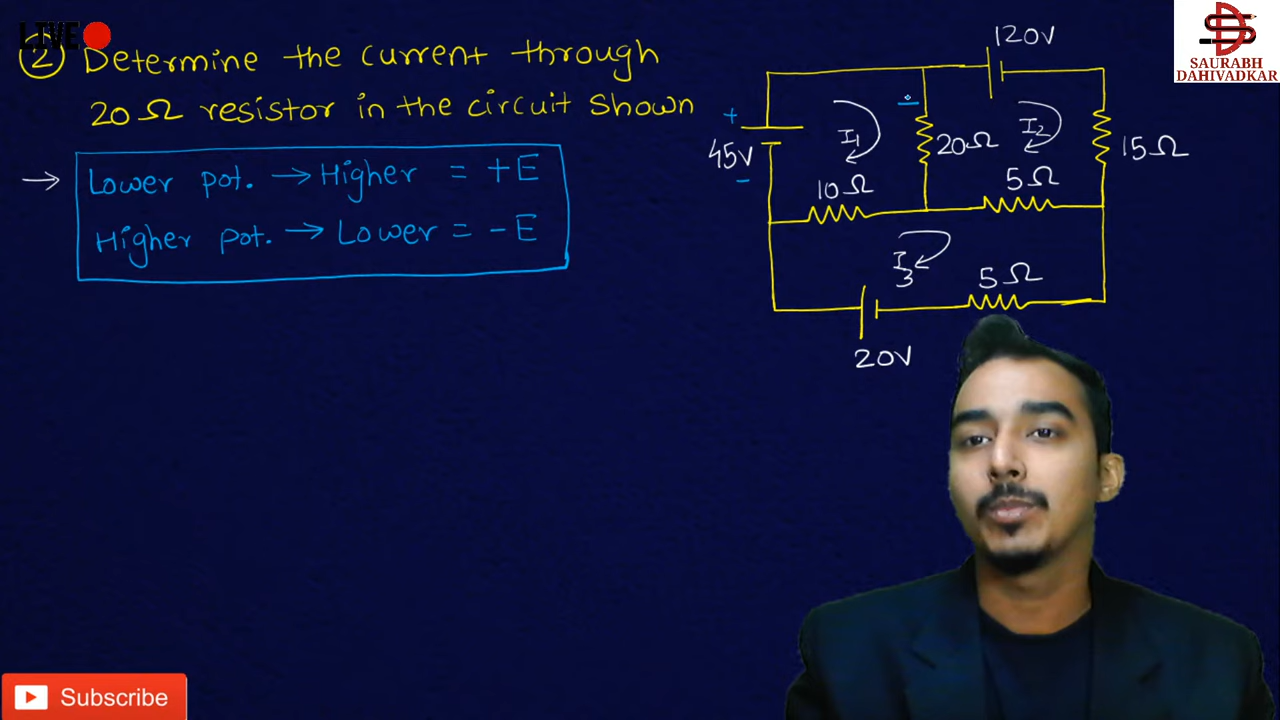 LIVE
② Determine the current through
20Ω resistor in the circuit shown
→ Lower pot. → Higher = +E
Higher pot. → Lower = -E
120V
+
45V
-
I1
20Ω
I2
15Ω
10Ω
5Ω
I3
5Ω
20V
SAURABH
DAHIVADKAR
Subscribe